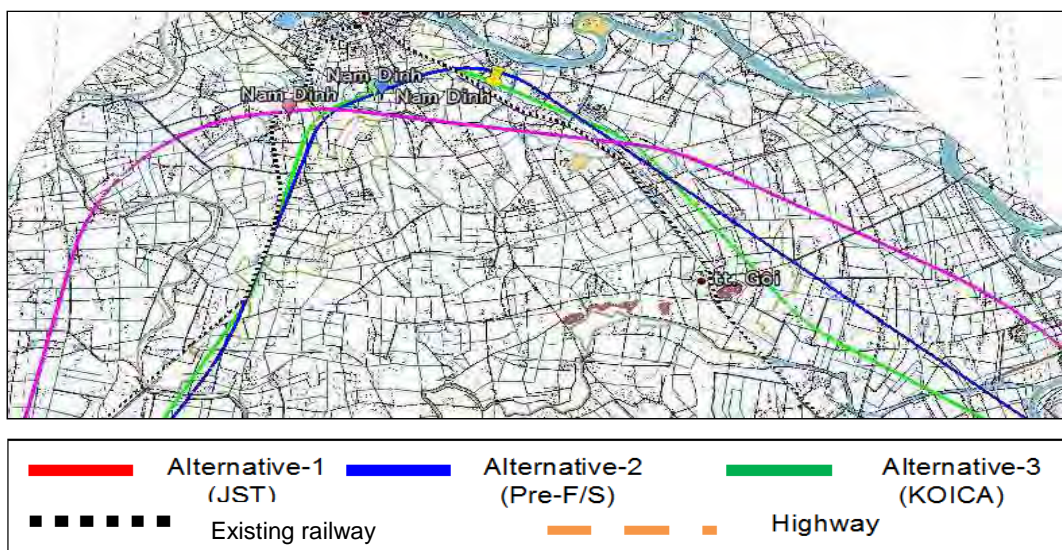 Nam Dinh
Nam Dinh
Nam Dinh
Goi
Alternative-1
(JST)
Alternative-2
(Pre-F/S)
Alternative-3
(KOICA)
Existing railway
Highway